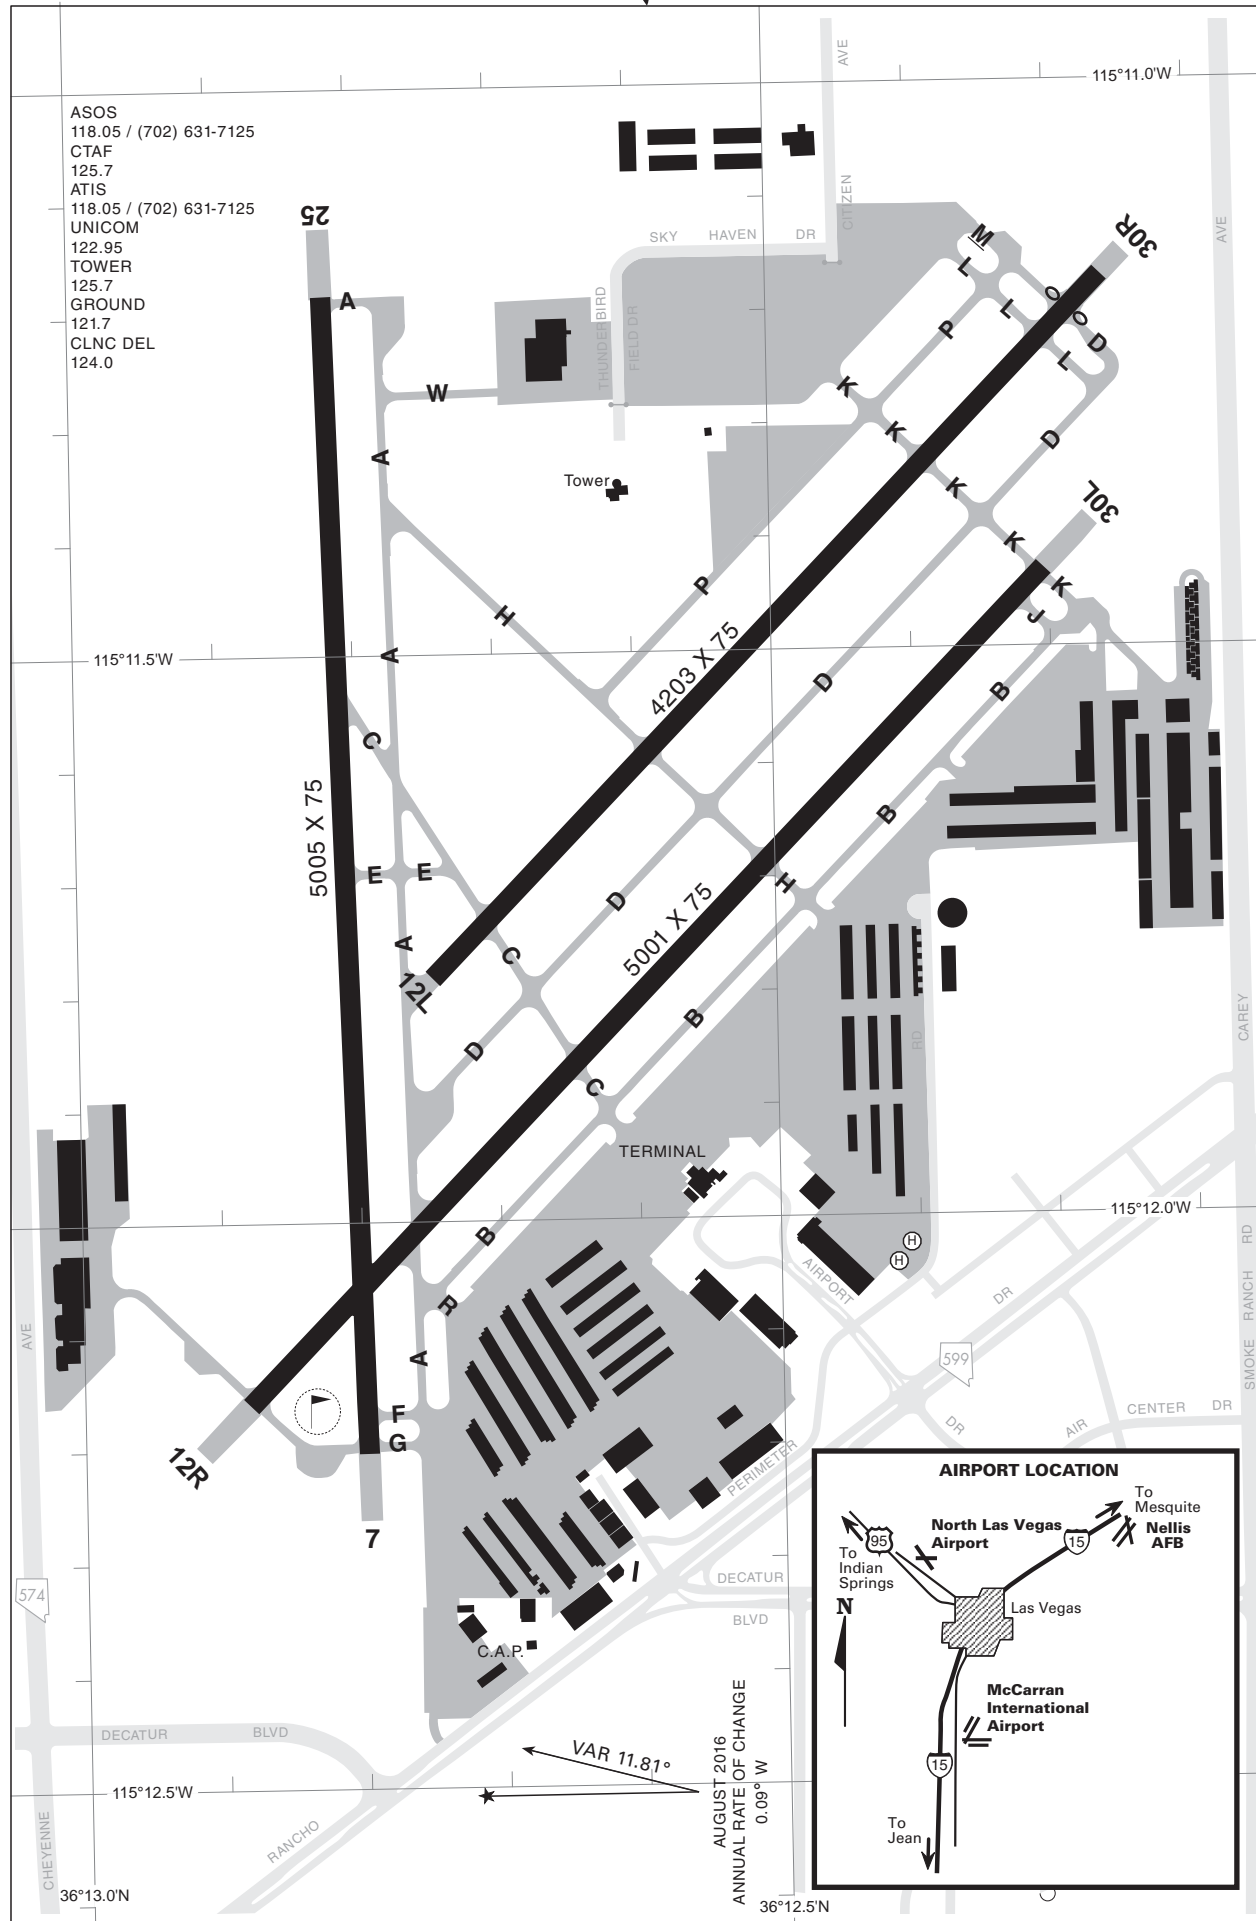 AVE
115°11.0'W
ASOS
118.05 / (702) 631-7125
CTAF
125.7
ATIS
118.05 / (702) 631-7125
UNICOM
122.95
TOWER
125.7
GROUND
121.7
CLNC DEL
124.0
25
CITIZEN
AVE
SKY HAVEN DR
M
30R
L
A
THUNDERBIRD
FIELD DR
P
L
O
O
D
L
W
K
K
D
A
Tower
K
30L
K
H
P
K
J
115°11.5'W
A
4203 X 75
D
B
C
5005 X 75
B
E
E
H
D
5001 X 75
A
C
12L
B
CAREY
D
RD
C
TERMINAL
115°12.0'W
B
H
H
RD
AIRPORT
DR
R
RANCH
AVE
A
599
SMOKE
F
G
DR
AIR
CENTER DR
12R
PERIMETER
7
574
DECATUR
BLVD
C.A.P.
AIRPORT LOCATION
To
Mesquite
North Las Vegas
Airport
95
15
Nellis
AFB
To
Indian
Springs
N
Las Vegas
McCarran
International
Airport
15
To
Jean
DECATUR BLVD
VAR 11.81°
AUGUST 2016
ANNUAL RATE OF CHANGE
0.09° W
115°12.5'W
RANCHO
CHEYENNE
36°13.0'N
36°12.5'N